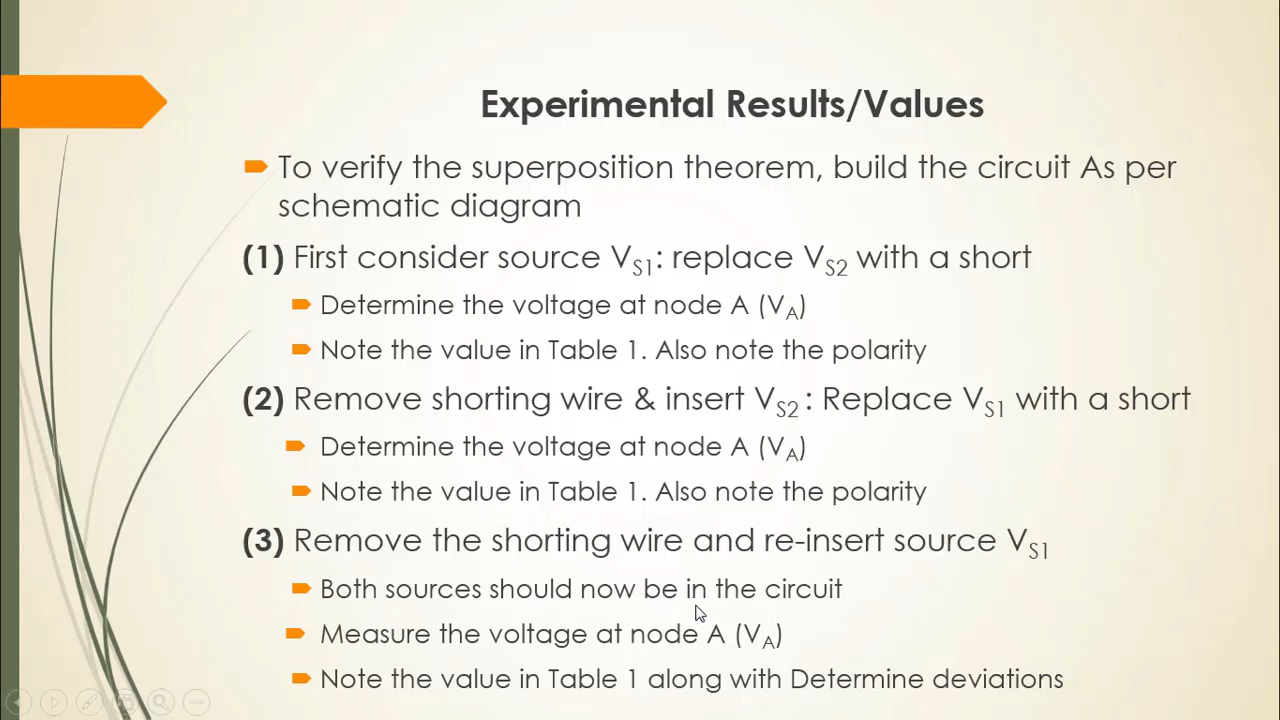 Experimental Results/Values
To verify the superposition theorem, build the circuit As per
schematic diagram
(1) First consider source VS1: replace VS2 with a short
Determine the voltage at node A (VA)
Note the value in Table 1. Also note the polarity
(2) Remove shorting wire & insert VS2 : Replace VS1 with a short
Determine the voltage at node A (VA)
Note the value in Table 1. Also note the polarity
(3) Remove the shorting wire and re-insert source VS1
Both sources should now be in the circuit
Measure the voltage at node A (VA)
Note the value in Table 1 along with Determine deviations